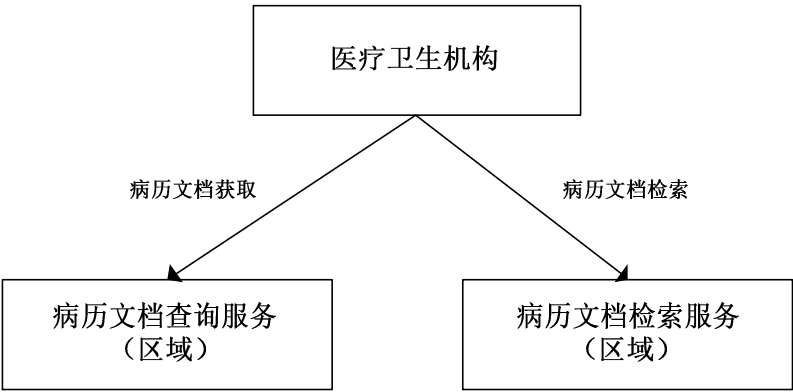 医疗卫生机构
病历文档获取
病历文档检索
病历文档查询服务
（区域）
病历文档检索服务
（区域）